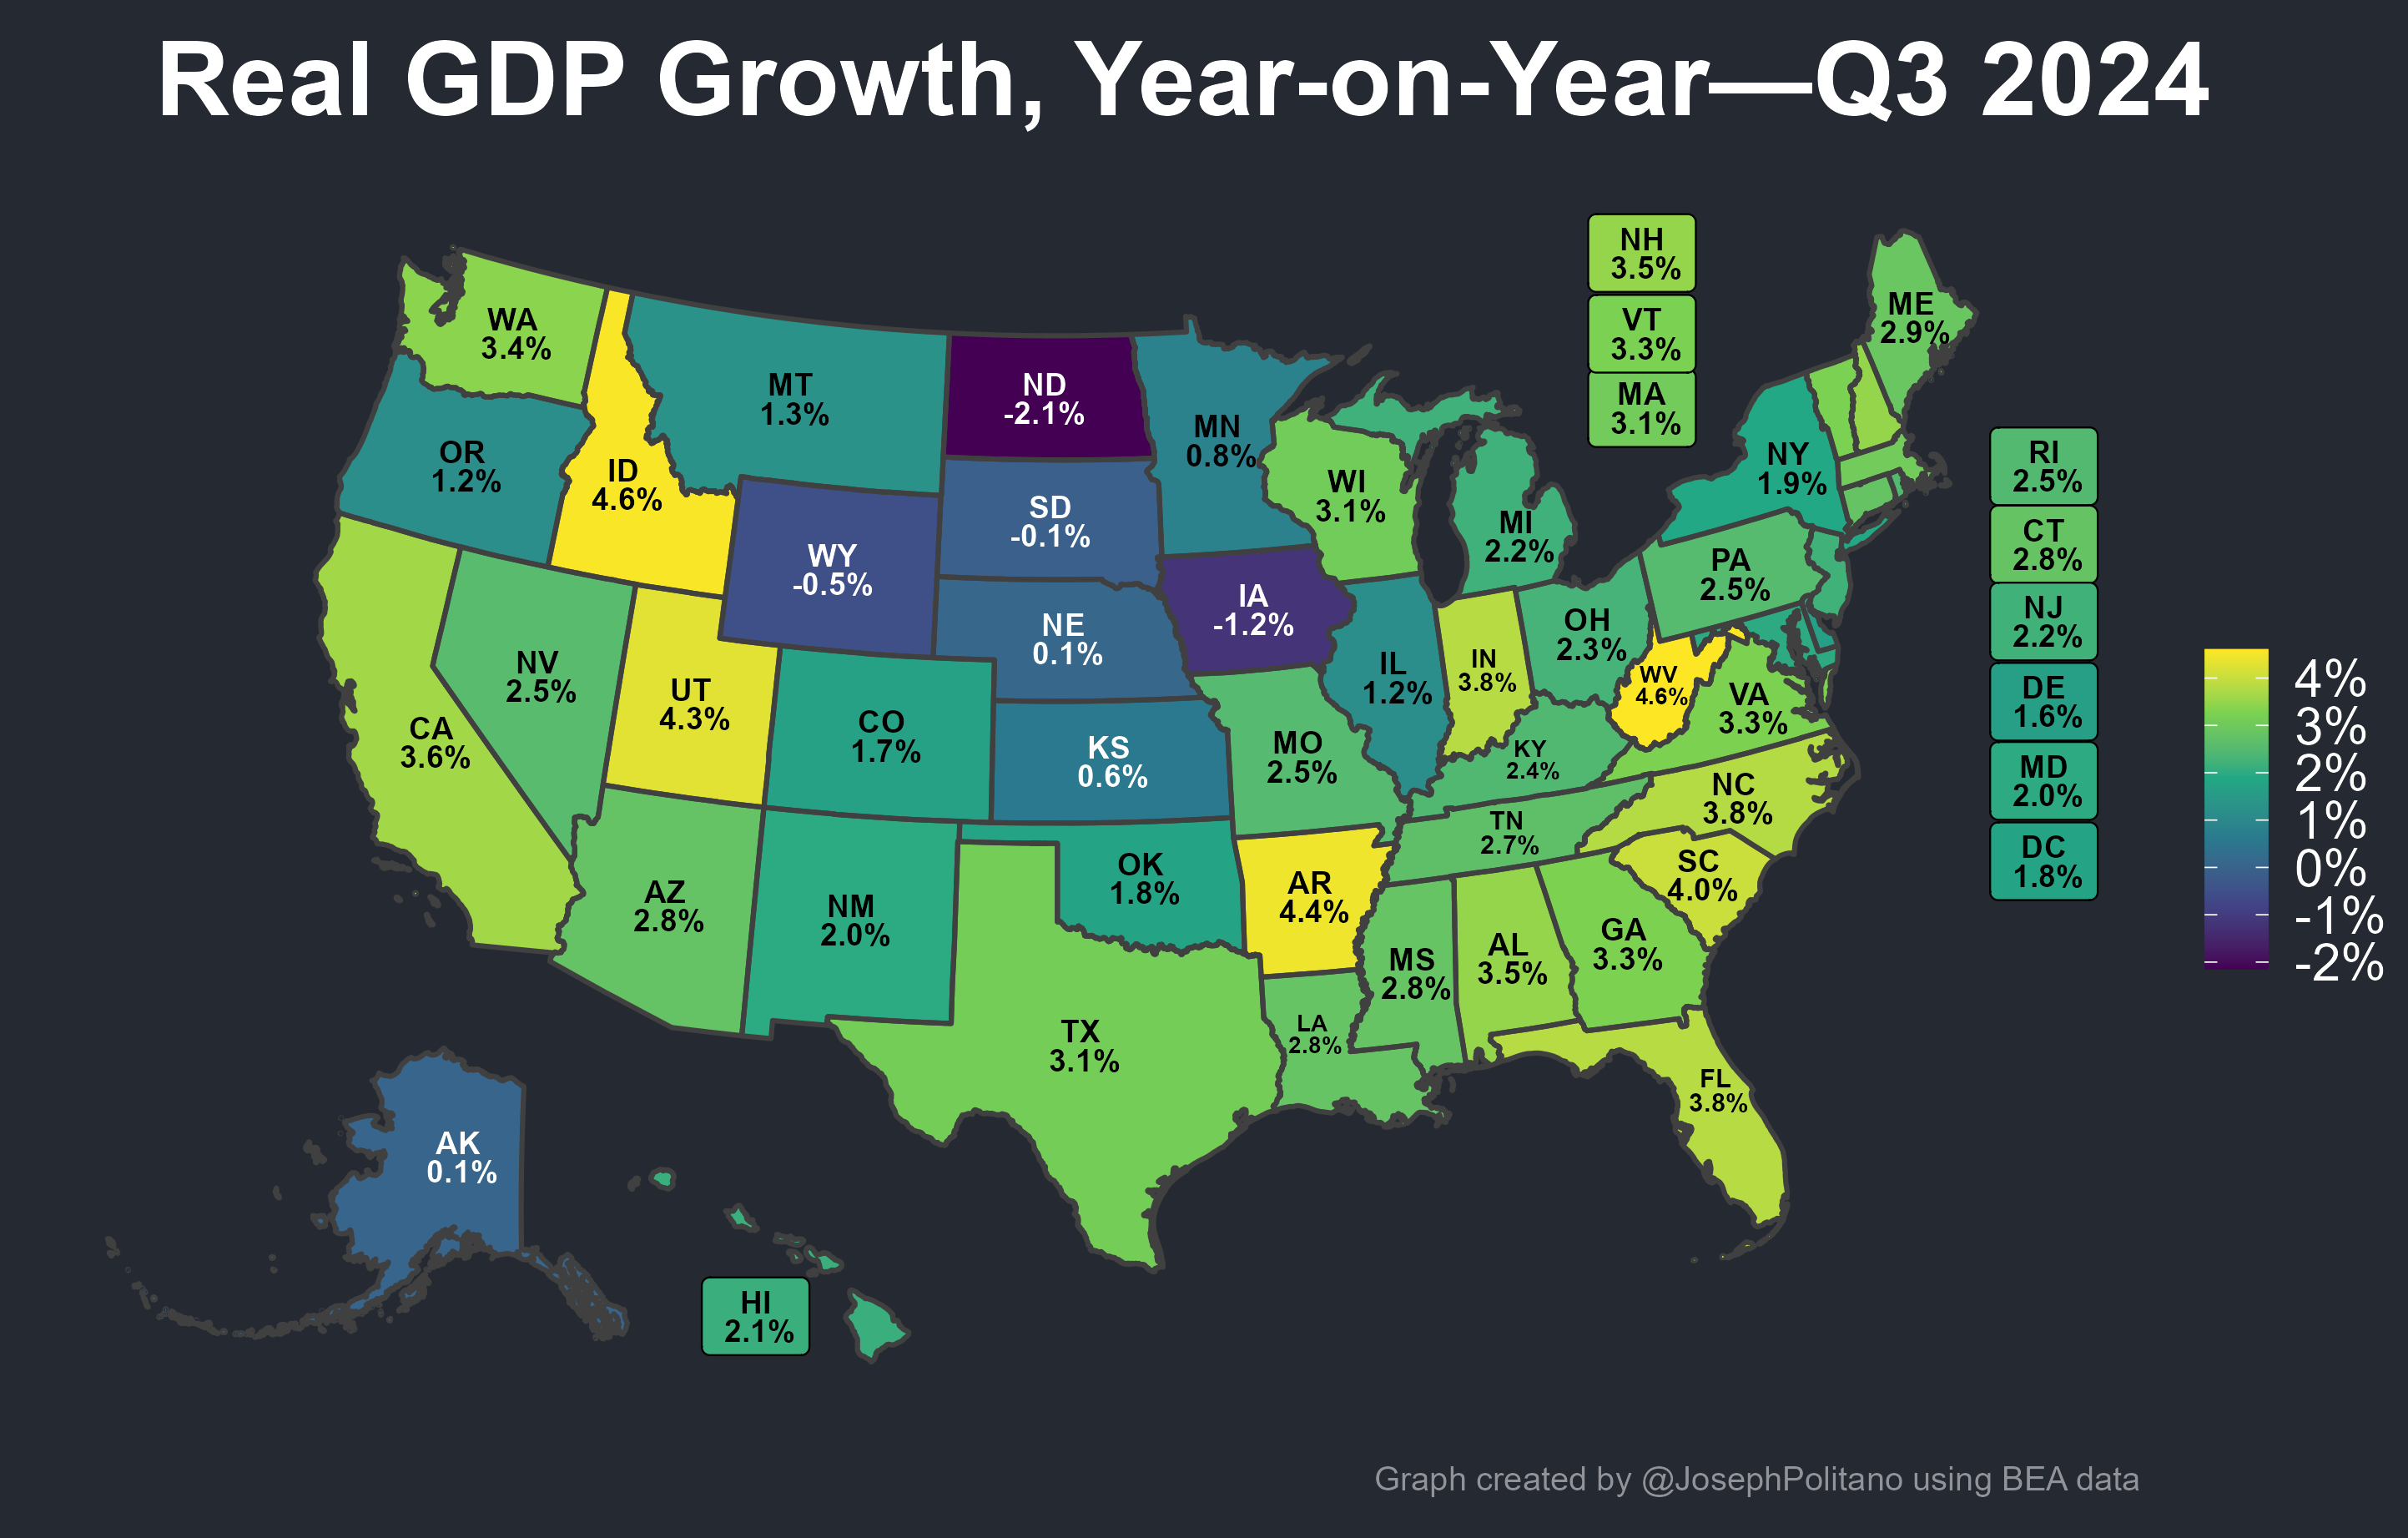 Real GDP Growth, Year-on-Year—Q3 2024
NH
3.5%
VT
3.3%
MA
3.1%
ME
2.9%
WA
3.4%
MT
1.3%
ND
-2.1%
MN
0.8%
OR
1.2%
ID
4.6%
WI
3.1%
NY
1.9%
RI
2.5%
SD
-0.1%
MI
2.2%
CT
2.8%
WY
-0.5%
PA
2.5%
IA
-1.2%
NE
0.1%
OH
2.3%
NJ
2.2%
NV
2.5%
UT
4.3%
IL
1.2%
IN
3.8%
WV
4.6%
VA
3.3%
DE
1.6%
CA
3.6%
CO
1.7%
KS
0.6%
MO
2.5%
KY
2.4%
NC
3.8%
MD
2.0%
TN
2.7%
DC
1.8%
AZ
2.8%
NM
2.0%
OK
1.8%
AR
4.4%
SC
4.0%
MS
2.8%
AL
3.5%
GA
3.3%
TX
3.1%
LA
2.8%
FL
3.8%
AK
0.1%
HI
2.1%
4%
3%
2%
1%
0%
-1%
-2%
Graph created by @JosephPolitano using BEA data